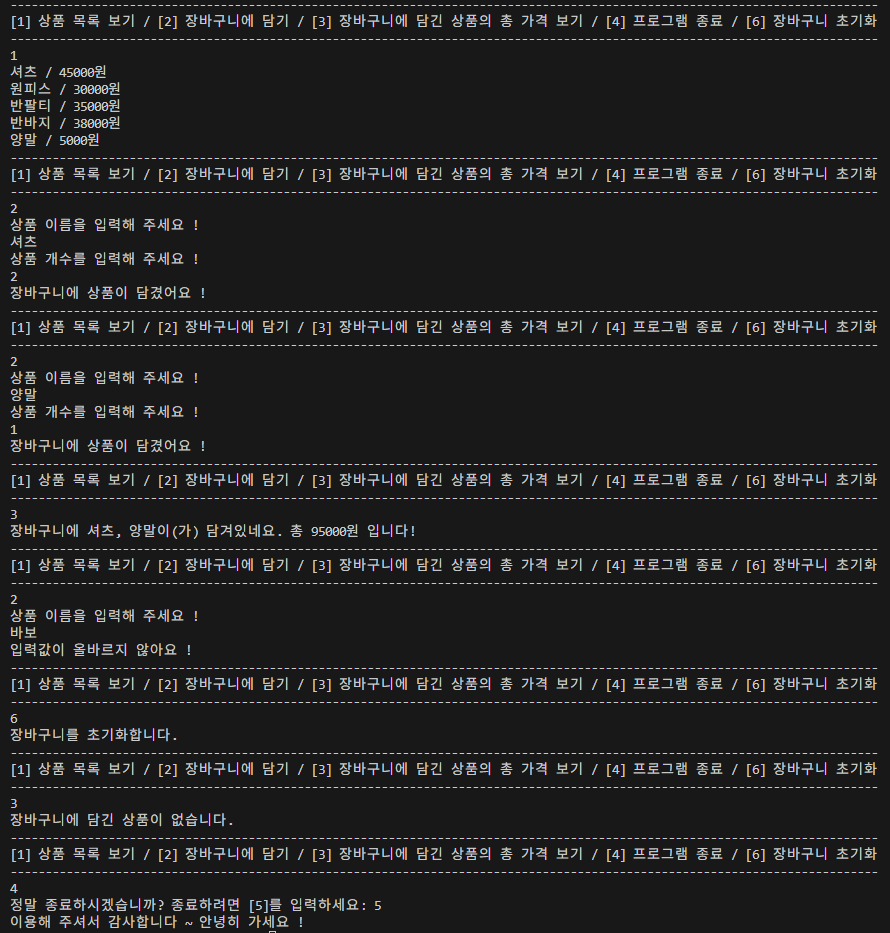 --------------------------------------------------------------------------------------------------------------------------
[1] 상품 목록 보기 / [2] 장바구니에 담기 / [3] 장바구니에 담긴 상품의 총 가격 보기 / [4] 프로그램 종료 / [6] 장바구니 초기화
--------------------------------------------------------------------------------------------------------------------------
1
셔츠 / 45000원
원피스 / 30000원
반팔티 / 35000원
반바지 / 38000원
양말 / 5000원
--------------------------------------------------------------------------------------------------------------------------
[1] 상품 목록 보기 / [2] 장바구니에 담기 / [3] 장바구니에 담긴 상품의 총 가격 보기 / [4] 프로그램 종료 / [6] 장바구니 초기화
--------------------------------------------------------------------------------------------------------------------------
2
상품 이름을 입력해 주세요 !
셔츠
상품 개수를 입력해 주세요 !
2
장바구니에 상품이 담겼어요 !
--------------------------------------------------------------------------------------------------------------------------
[1] 상품 목록 보기 / [2] 장바구니에 담기 / [3] 장바구니에 담긴 상품의 총 가격 보기 / [4] 프로그램 종료 / [6] 장바구니 초기화
--------------------------------------------------------------------------------------------------------------------------
2
상품 이름을 입력해 주세요 !
양말
상품 개수를 입력해 주세요 !
1
장바구니에 상품이 담겼어요 !
--------------------------------------------------------------------------------------------------------------------------
[1] 상품 목록 보기 / [2] 장바구니에 담기 / [3] 장바구니에 담긴 상품의 총 가격 보기 / [4] 프로그램 종료 / [6] 장바구니 초기화
--------------------------------------------------------------------------------------------------------------------------
3
장바구니에 셔츠, 양말이(가) 담겨있네요. 총 95000원 입니다!
--------------------------------------------------------------------------------------------------------------------------
[1] 상품 목록 보기 / [2] 장바구니에 담기 / [3] 장바구니에 담긴 상품의 총 가격 보기 / [4] 프로그램 종료 / [6] 장바구니 초기화
--------------------------------------------------------------------------------------------------------------------------
2
상품 이름을 입력해 주세요 !
바보
입력값이 올바르지 않아요 !
--------------------------------------------------------------------------------------------------------------------------
[1] 상품 목록 보기 / [2] 장바구니에 담기 / [3] 장바구니에 담긴 상품의 총 가격 보기 / [4] 프로그램 종료 / [6] 장바구니 초기화
--------------------------------------------------------------------------------------------------------------------------
6
장바구니를 초기화합니다.
--------------------------------------------------------------------------------------------------------------------------
[1] 상품 목록 보기 / [2] 장바구니에 담기 / [3] 장바구니에 담긴 상품의 총 가격 보기 / [4] 프로그램 종료 / [6] 장바구니 초기화
--------------------------------------------------------------------------------------------------------------------------
3
장바구니에 담긴 상품이 없습니다.
--------------------------------------------------------------------------------------------------------------------------
[1] 상품 목록 보기 / [2] 장바구니에 담기 / [3] 장바구니에 담긴 상품의 총 가격 보기 / [4] 프로그램 종료 / [6] 장바구니 초기화
--------------------------------------------------------------------------------------------------------------------------
4
정말 종료하시겠습니까? 종료하려면 [5]를 입력하세요: 5
이용해 주셔서 감사합니다 ~ 안녕히 가세요 !